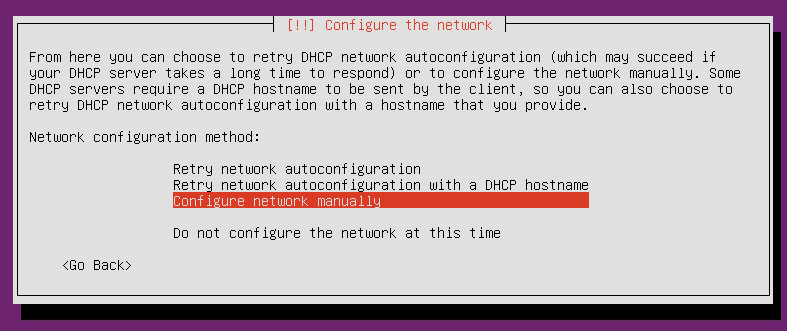 [!!] Configure the network
From here you can choose to retry DHCP network autoconfiguration (which may succeed if
your DHCP server takes a long time to respond) or to configure the network manually. Some
DHCP servers require a DHCP hostname to be sent by the client, so you can also choose to
retry DHCP network autoconfiguration with a hostname that you provide.
Network configuration method:
Retry network autoconfiguration
Retry network autoconfiguration with a DHCP hostname
Configure network manually
Do not configure the network at this time
<Go Back>